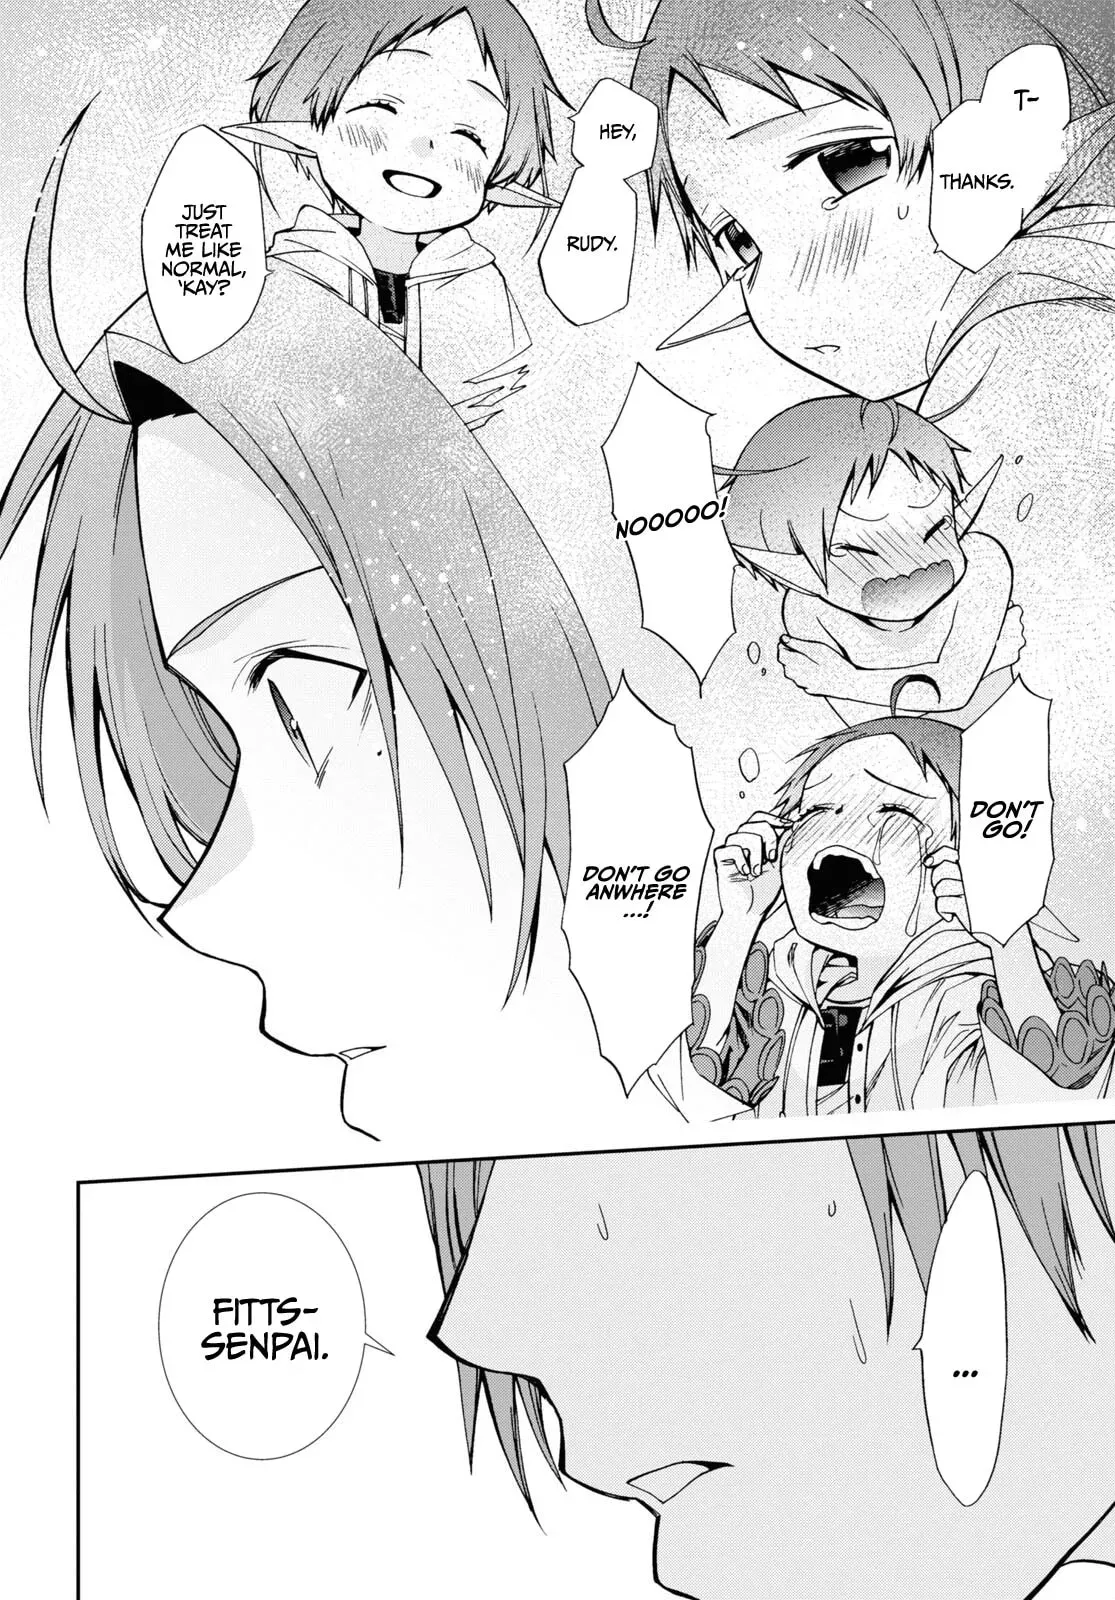 T-
THANKS.
HEY,
RUDY.
JUST
TREAT
ME LIKE
NORMAL,
'KAY?
NOOOOO!
DON'T
GO!
DON'T GO
ANWHERE
...!
...
FITTS-
SENPAI.